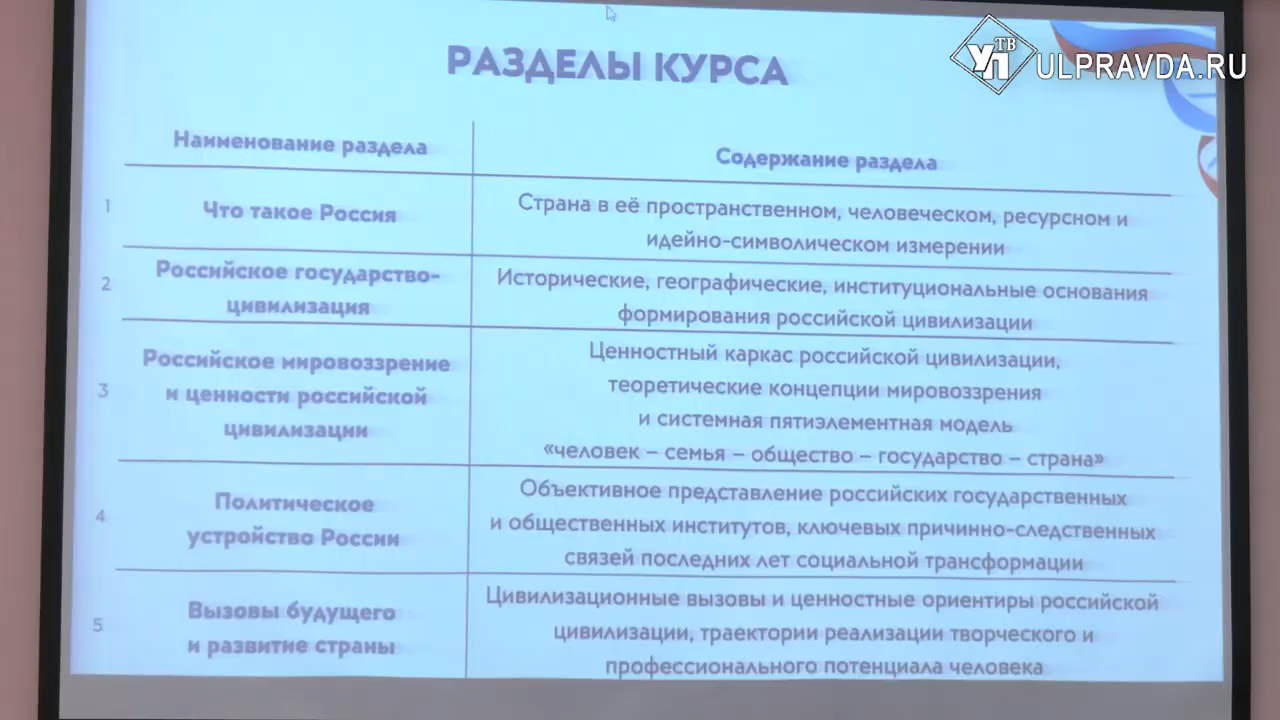 УП ТВ
ULPRAVDA.RU
РАЗДЕЛЫ КУРСА
Наименование раздела
Содержание раздела
1
Что такое Россия
Страна в её пространственном, человеческом, ресурсном и
идейно-символическом измерении
2
Российское государство-
цивилизация
Исторические, географические, институциональные основания
формирования российской цивилизации
3
Российское мировоззрение
и ценности российской
цивилизации
Ценностный каркас российской цивилизации,
теоретические концепции мировоззрения
и системная пятиэлементная модель
«человек – семья – общество – государство – страна»
4
Политическое
устройство России
Объективное представление российских государственных
и общественных институтов, ключевых причинно-следственных
связей последних лет социальной трансформации
5
Вызовы будущего
и развитие страны
Цивилизационные вызовы и ценностные ориентиры российской
цивилизации, траектории реализации творческого и
профессионального потенциала человека